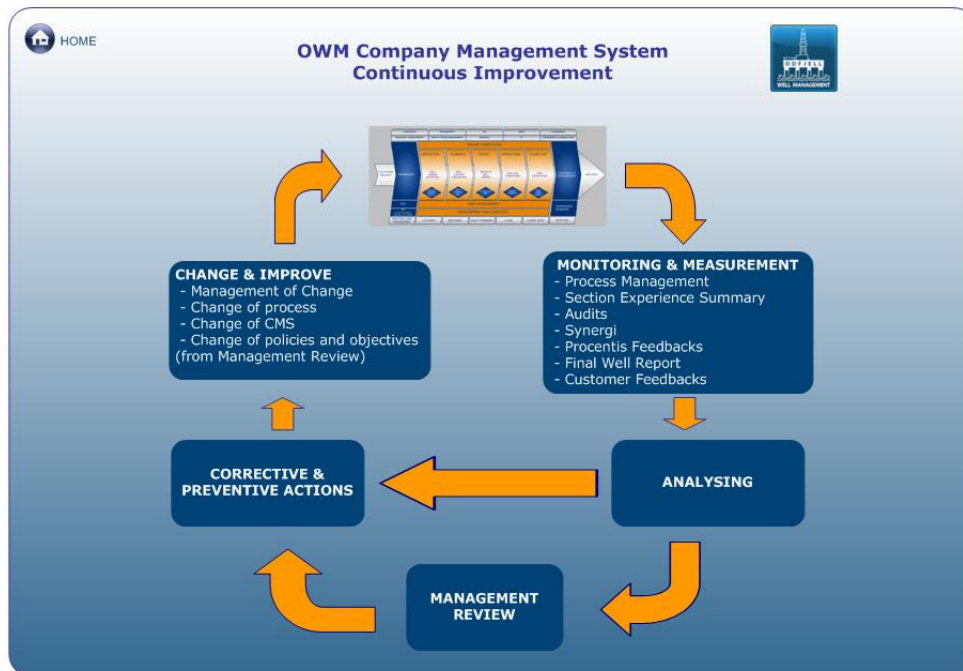 HOME
OWM Company Management System
Continuous Improvement
ODFJELL
WELL MANAGEMENT
CHANGE & IMPROVE
- Management of Change
- Change of process
- Change of CMS
- Change of policies and objectives
(from Management Review)
MONITORING & MEASUREMENT
- Process Management
- Section Experience Summary
- Audits
- Synergi
- Procentis Feedbacks
- Final Well Report
- Customer Feedbacks
CORRECTIVE &
PREVENTIVE ACTIONS
ANALYSING
MANAGEMENT
REVIEW